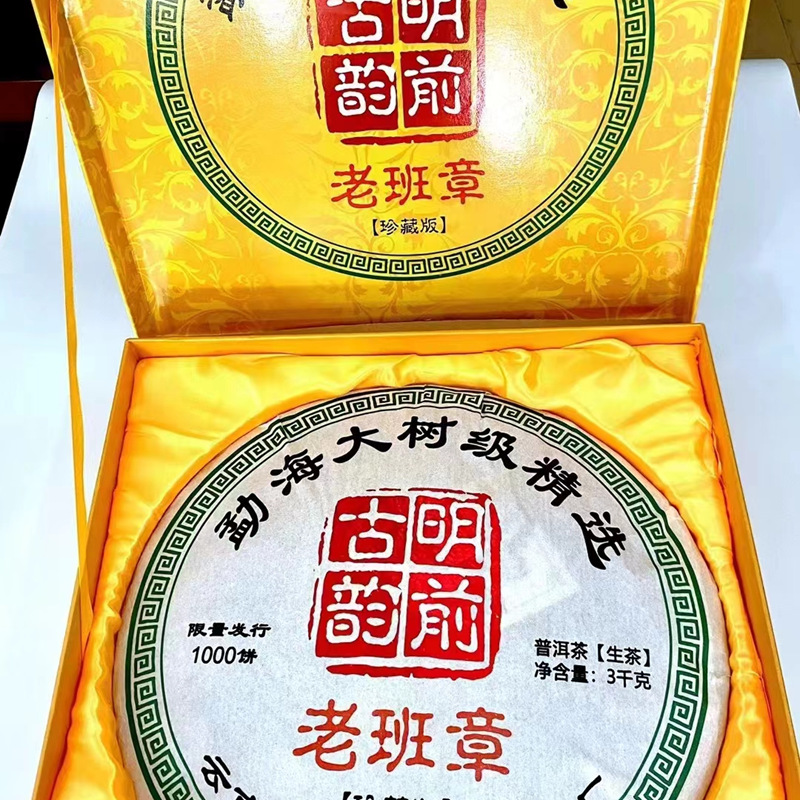 明前
古韵
老班章
【珍藏版】
勐海大树级精选
明前
古韵
限量发行
1000饼
普洱茶【生茶】
净含量：3千克
老班章